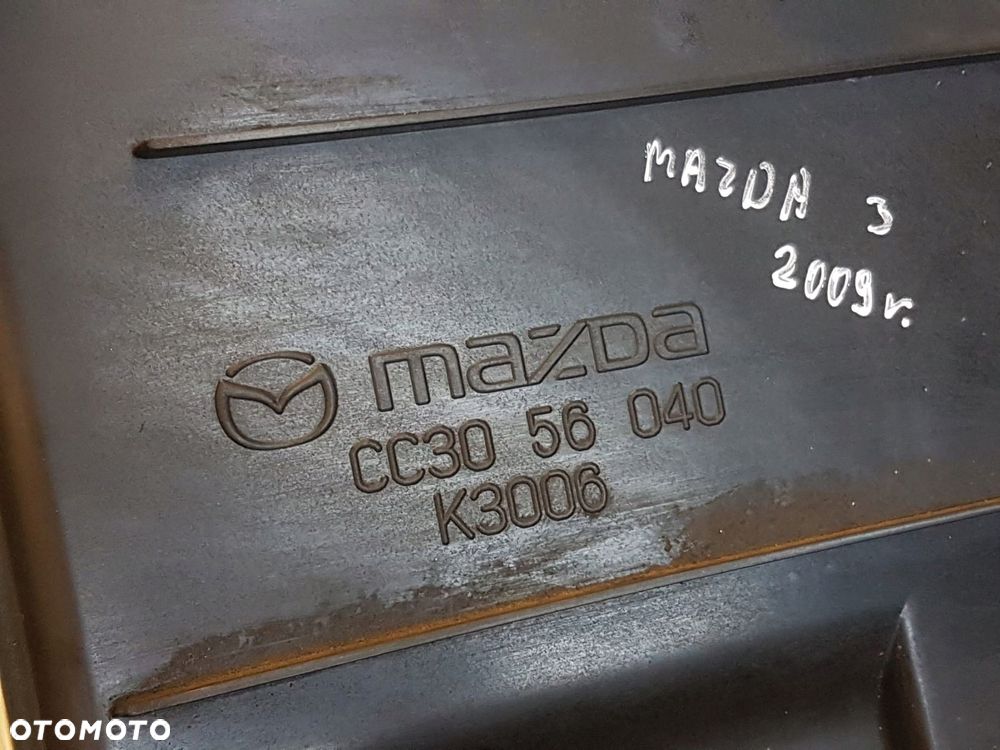 MAZDA 3
2009r.
mazda
CC30 56 040
K3006
OTOMOTO